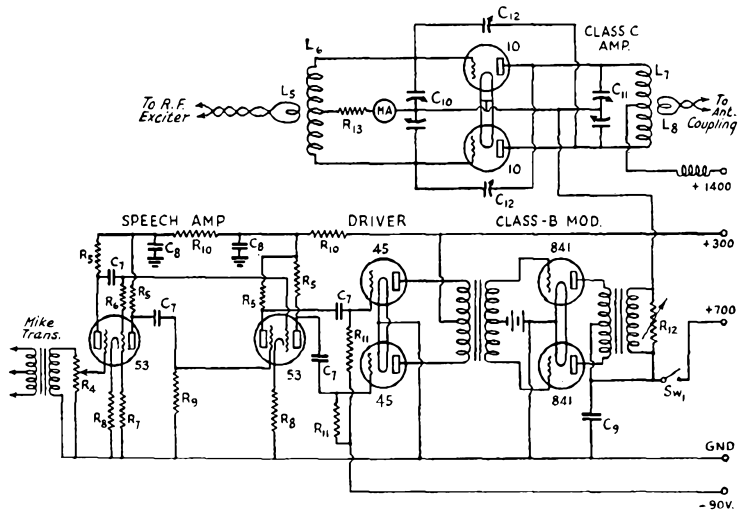 C12
CLASS C
AMP.
L6
10
L7
L5
C10
C11
To R.F.
Exciter
R13
MA
To
Ant.
Coupling
L8
10
C12
+1400
SPEECH AMP
DRIVER
CLASS-B MOD.
C8
R10
C8
R10
+300
R5
C7
R5
45
841
R6
R5
C7
R5
C7
+700
Mike
Trans.
R12
53
53
R11
C7
R4
R9
45
841
Sw1
R8
R7
R8
R11
C9
GND
-90V.